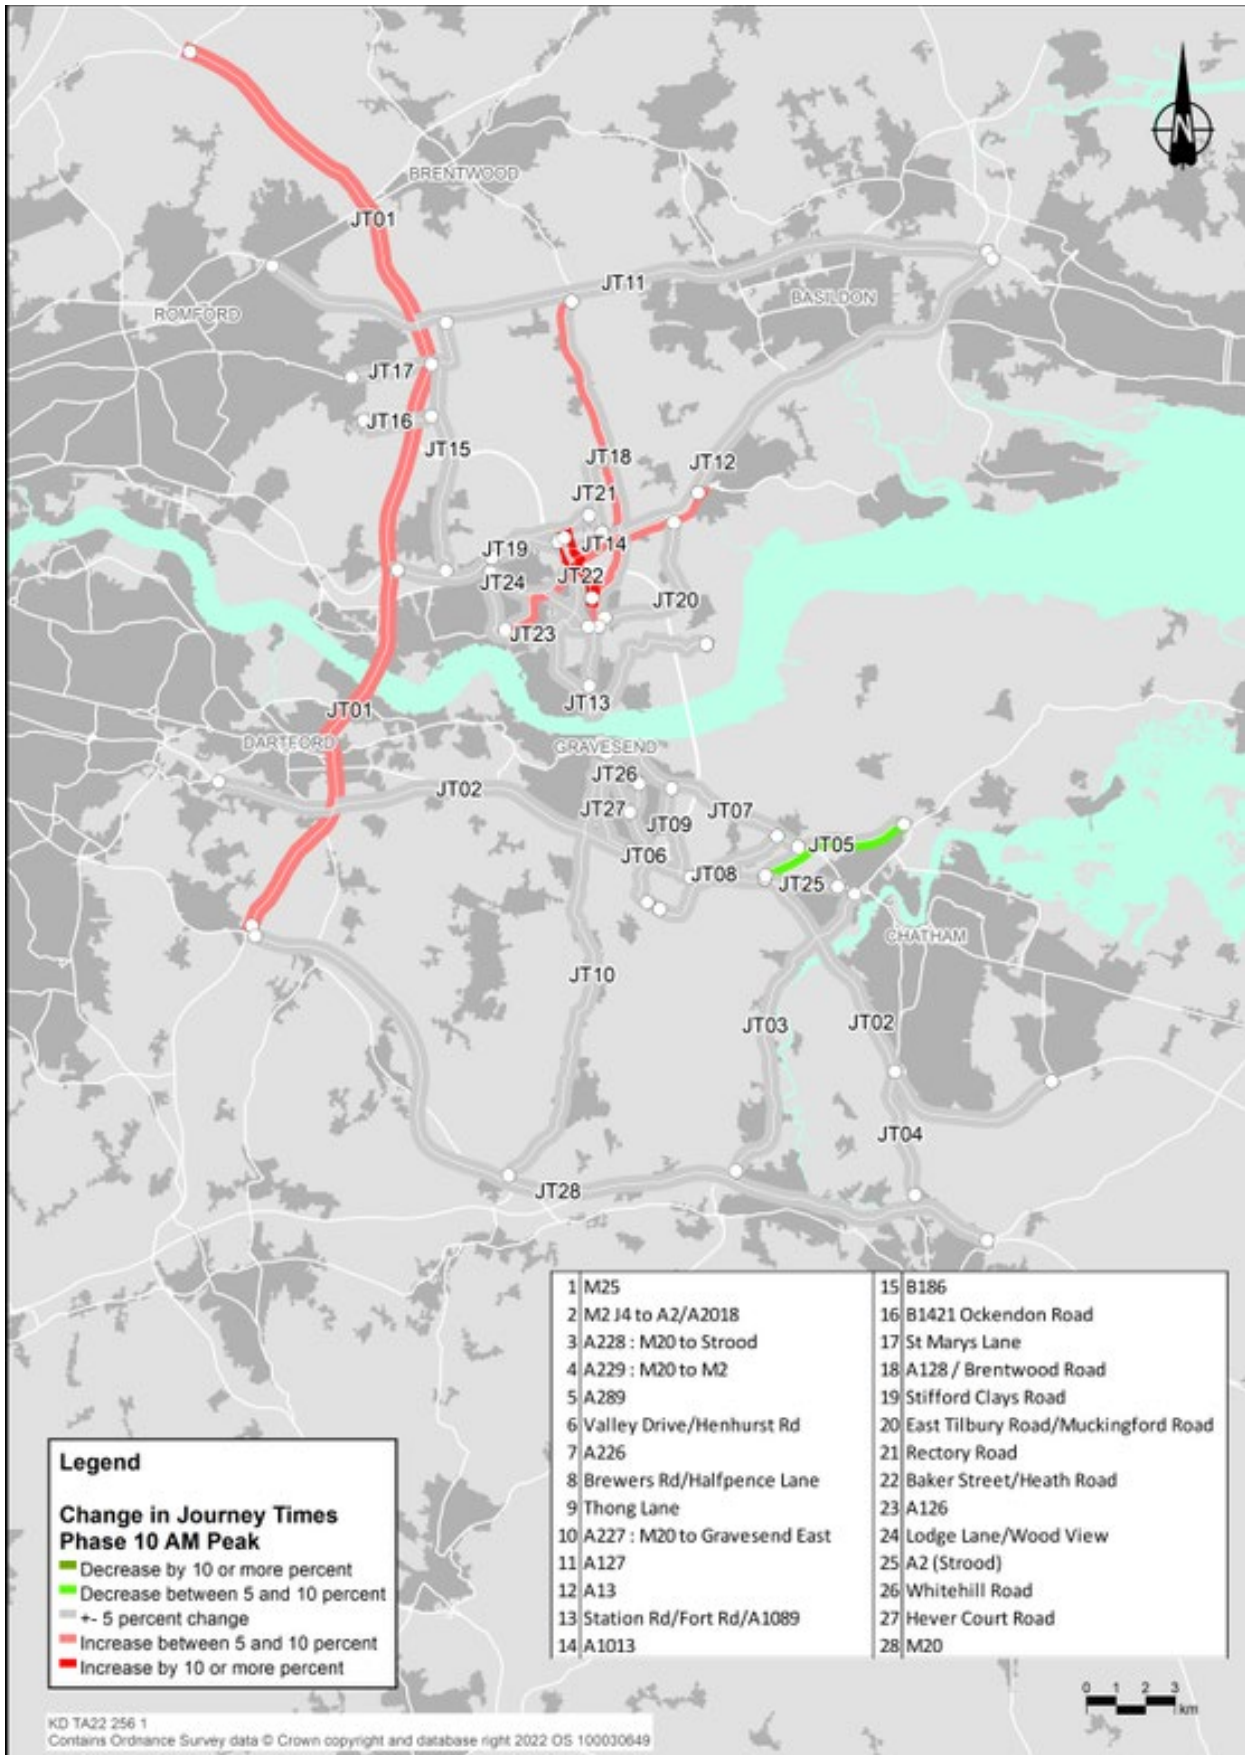 N
BRENTWOOD
JT01
JT11
BASILDON
ROMFORD
JT17
JT16
JT15
JT18
JT12
JT21
JT19
JT14
JT24
JT22
JT20
JT23
JT13
JT01
DARTFORD
GRAVESEND
JT26
JT02
JT27
JT09
JT07
JT06
JT05
JT08
JT25
CHATHAM
JT10
JT03
JT02
JT04
JT28
1 M25
2 M2 J4 to A2/A2018
3 A228 : M20 to Strood
4 A229 : M20 to M2
5 A289
6 Valley Drive/Henhurst Rd
7 A226
8 Brewers Rd/Halfpence Lane
9 Thong Lane
10 A227 : M20 to Gravesend East
11 A127
12 A13
13 Station Rd/Fort Rd/A1089
14 A1013
15 B186
16 B1421 Ockendon Road
17 St Marys Lane
18 A128 / Brentwood Road
19 Stifford Clays Road
20 East Tilbury Road/Muckingford Road
21 Rectory Road
22 Baker Street/Heath Road
23 A126
24 Lodge Lane/Wood View
25 A2 (Strood)
26 Whitehill Road
27 Hever Court Road
28 M20
Legend
Change in Journey Times
Phase 10 AM Peak
Decrease by 10 or more percent
Decrease between 5 and 10 percent
+- 5 percent change
Increase between 5 and 10 percent
Increase by 10 or more percent
0 1 2 3
km
KD TA22 256 1
Contains Ordnance Survey data © Crown copyright and database right 2022 OS 100030649